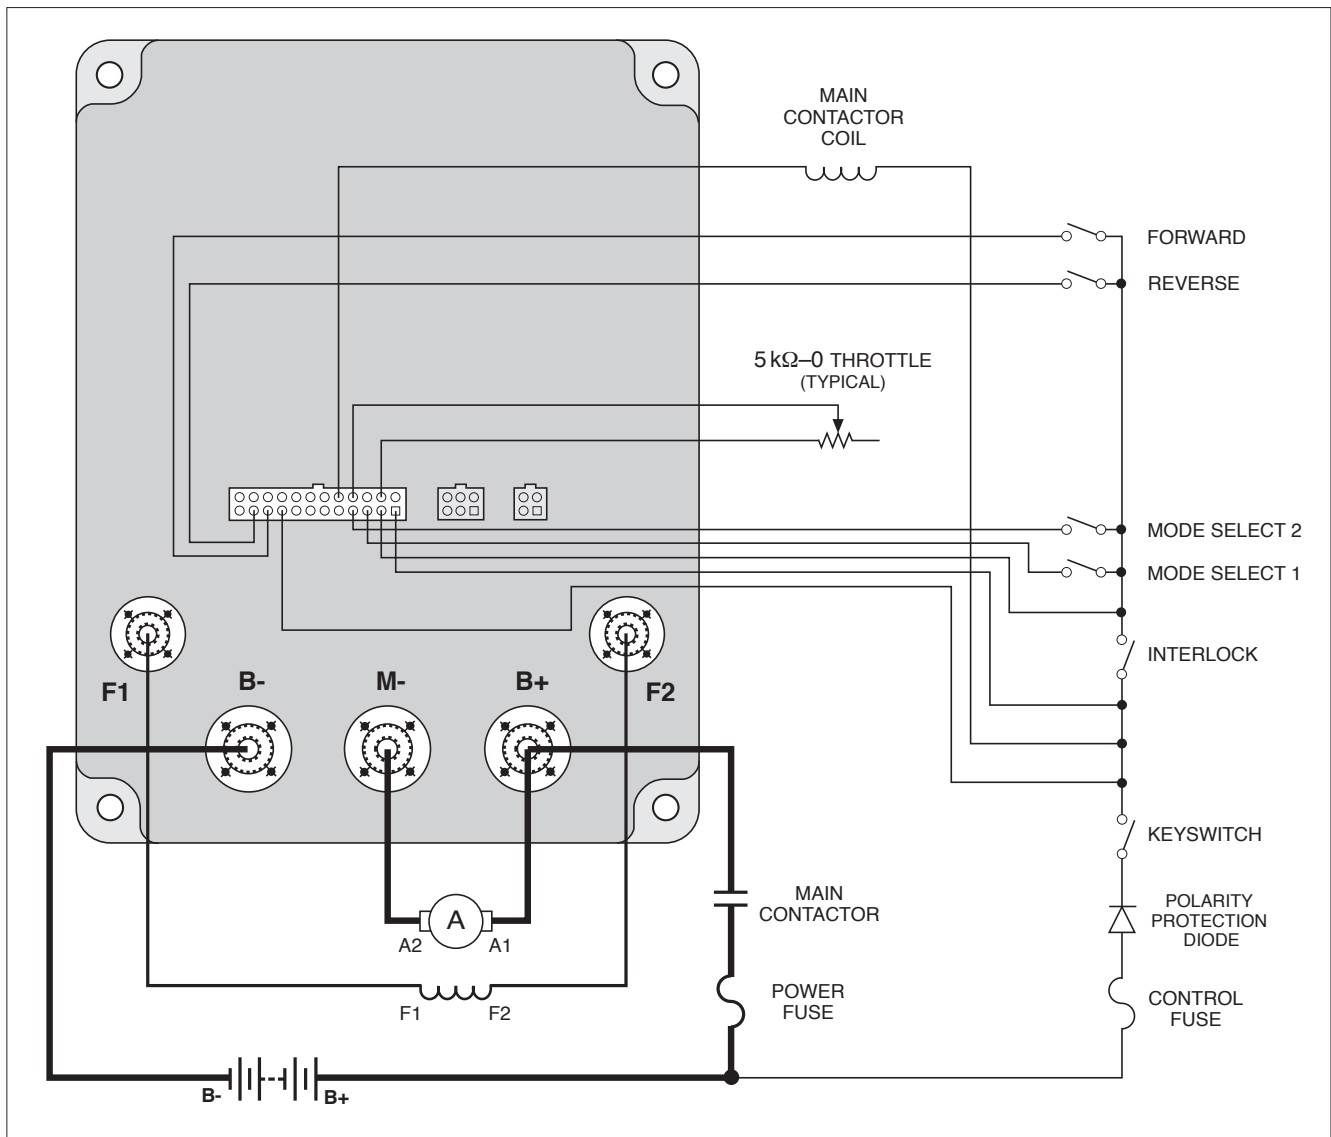 MAIN
CONTACTOR
COIL
FORWARD
REVERSE
5 kΩ–0 THROTTLE
(TYPICAL)
MODE SELECT 2
MODE SELECT 1
INTERLOCK
F1
B-
M-
B+
F2
KEYSWITCH
MAIN
CONTACTOR
POLARITY
PROTECTION
DIODE
A
A2
A1
POWER
FUSE
CONTROL
FUSE
F1
F2
B-
B+